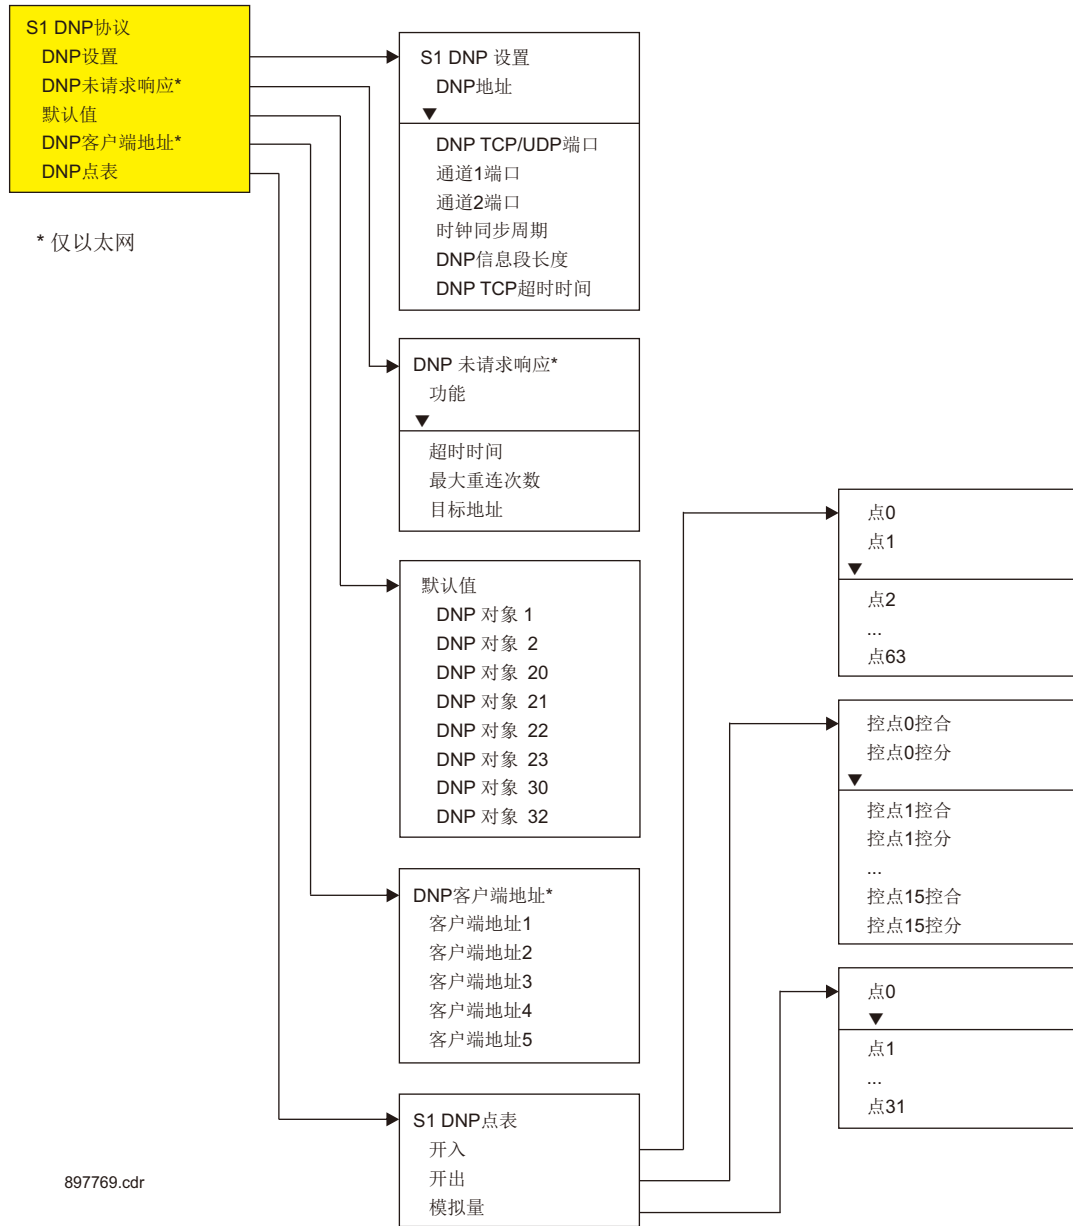 S1 DNP协议
DNP设置
DNP未请求响应*
默认值
DNP客户端地址*
DNP点表
* 仅以太网
S1 DNP 设置
DNP地址
▼
DNP TCP/UDP端口
通道1端口
通道2端口
时钟同步周期
DNP信息段长度
DNP TCP超时时间
DNP 未请求响应*
功能
▼
超时时间
最大重连次数
目标地址
默认值
DNP 对象 1
DNP 对象 2
DNP 对象 20
DNP 对象 21
DNP 对象 22
DNP 对象 23
DNP 对象 30
DNP 对象 32
DNP客户端地址*
客户端地址1
客户端地址2
客户端地址3
客户端地址4
客户端地址5
S1 DNP点表
开入
开出
模拟量
点0
点1
▼
点2
...
点63
控点0控合
控点0控分
▼
控点1控合
控点1控分
...
控点15控合
控点15控分
点0
▼
点1
...
点31
897769.cdr